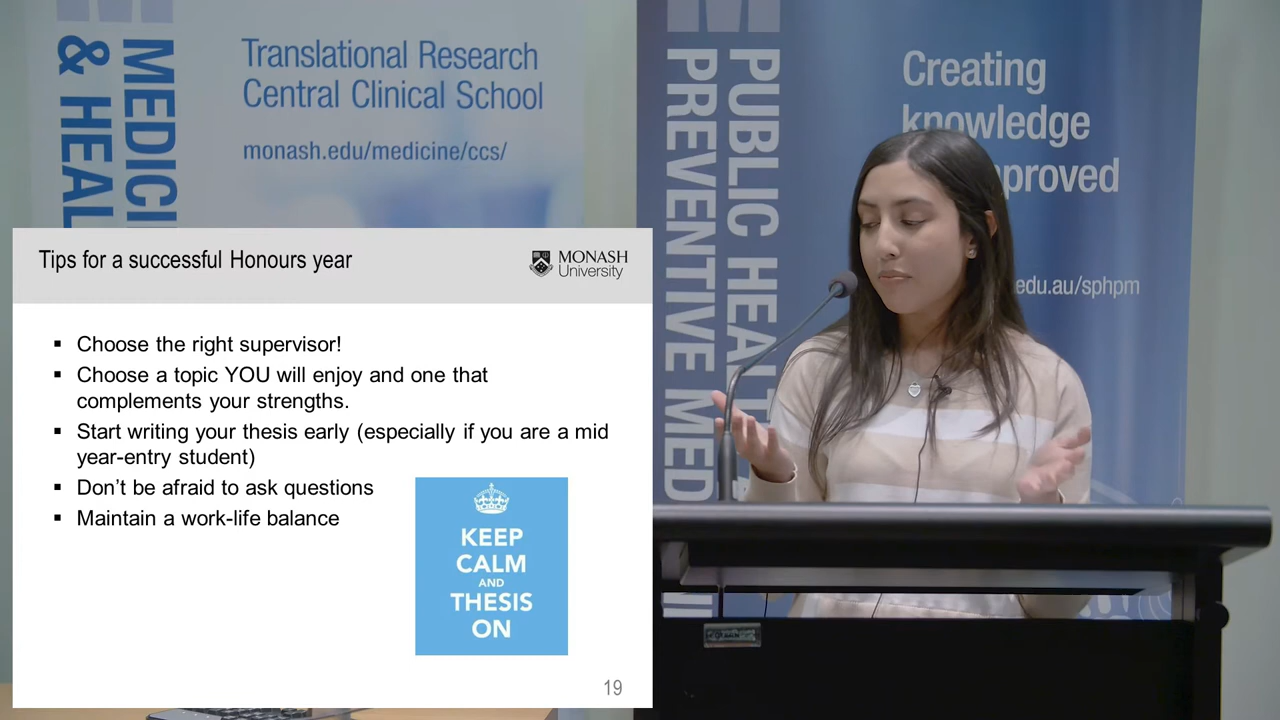 MEDICI
& HEAL
Translational Research
Central Clinical School
monash.edu/medicine/ccs/
PUBLIC HEALT
PREVENTIVE MED
Creating
knowledge
proved
edu.au/sphpm
Tips for a successful Honours year
MONASH
University
▪ Choose the right supervisor!
▪ Choose a topic YOU will enjoy and one that
complements your strengths.
▪ Start writing your thesis early (especially if you are a mid
year-entry student)
▪ Don't be afraid to ask questions
▪ Maintain a work-life balance
KEEP
CALM
AND
THESIS
ON
19